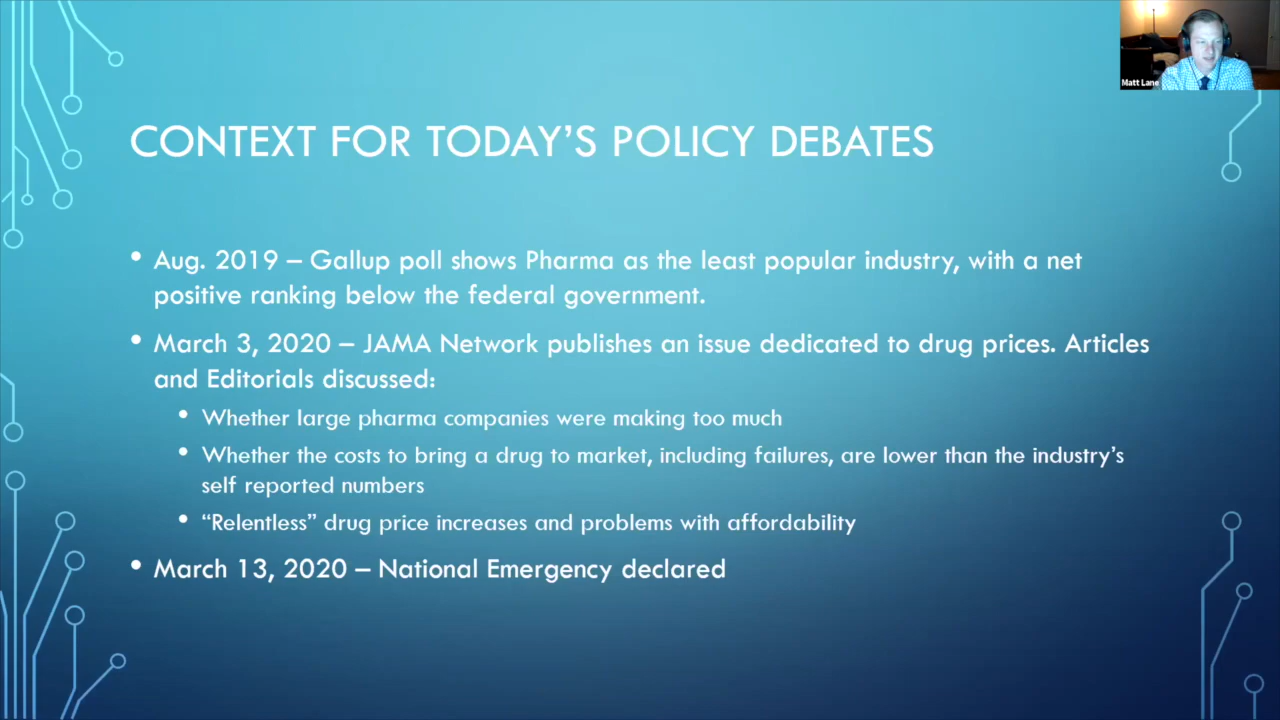 Matt Lane
CONTEXT FOR TODAY’S POLICY DEBATES
• Aug. 2019 – Gallup poll shows Pharma as the least popular industry, with a net
positive ranking below the federal government.
• March 3, 2020 – JAMA Network publishes an issue dedicated to drug prices. Articles
and Editorials discussed:
• Whether large pharma companies were making too much
• Whether the costs to bring a drug to market, including failures, are lower than the industry’s
self reported numbers
• “Relentless” drug price increases and problems with affordability
• March 13, 2020 – National Emergency declared